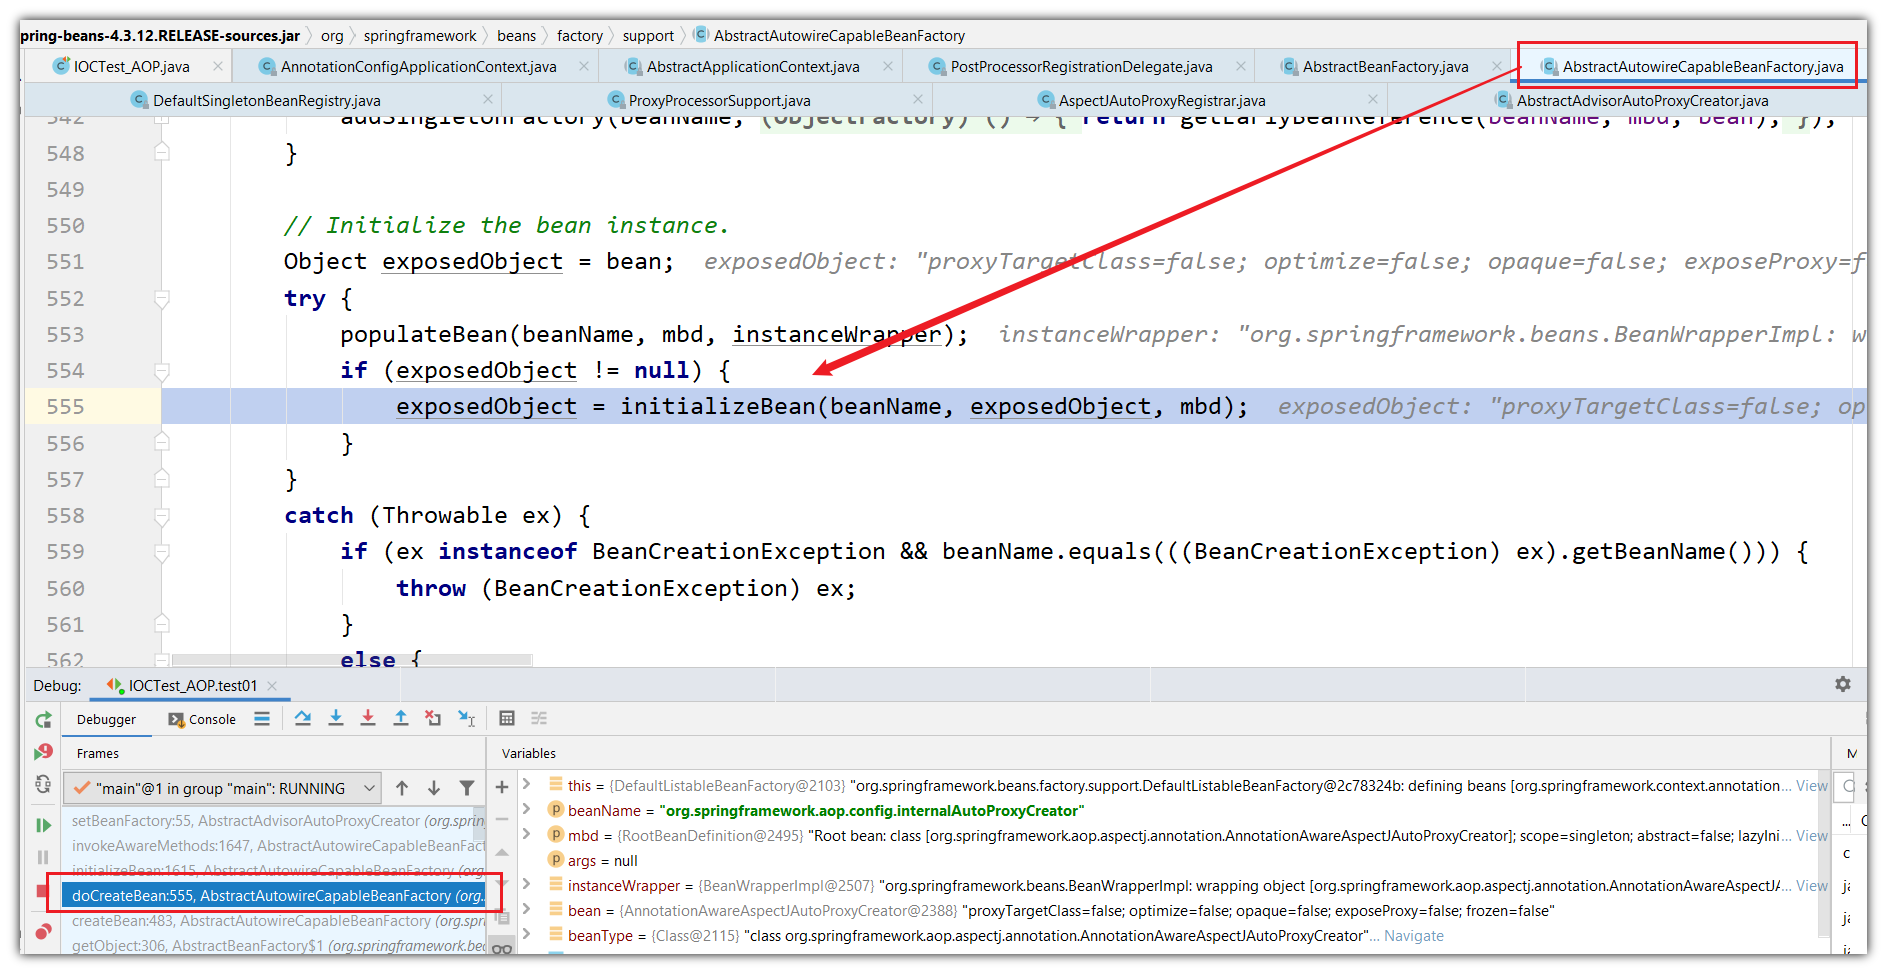 pring-beans-4.3.12.RELEASE-sources.jar org springframework beans factory support AbstractAutowireCapableBeanFactory
IOCTest_AOP.java AnnotationConfigApplicationContext.java AbstractApplicationContext.java PostProcessorRegistrationDelegate.java AbstractBeanFactory.java AbstractAutowireCapableBeanFactory.java
DefaultSingletonBeanRegistry.java ProxyProcessorSupport.java AspectJAutoProxyRegistrar.java AbstractAdvisorAutoProxyCreator.java
542 addSingletonFactory(beanName, (ObjectFactory) () → { return getEarlyBeanReference(beanName, mbd, bean); });
548 }
549
550 // Initialize the bean instance.
551 Object exposedObject = bean; exposedObject: "proxyTargetClass=false; optimize=false; opaque=false; exposeProxy=f
552 try {
553 populateBean(beanName, mbd, instanceWrapper); instanceWrapper: "org.springframework.beans.BeanWrapperImpl: w
554 if (exposedObject != null) {
555 exposedObject = initializeBean(beanName, exposedObject, mbd); exposedObject: "proxyTargetClass=false; op
556 }
557 }
558 catch (Throwable ex) {
559 if (ex instanceof BeanCreationException && beanName.equals(((BeanCreationException) ex).getBeanName())) {
560 throw (BeanCreationException) ex;
561 }
562 else {
Debug: IOCTest_AOP.test01
Debugger Console
Frames Variables M
"main"@1 in group "main": RUNNING
setBeanFactory:55, AbstractAdvisorAutoProxyCreator (org.sprin
invokeAwareMethods:1647, AbstractAutowireCapableBeanFact
initializeBean:1615, AbstractAutowireCapableBeanFactory (org
doCreateBean:555, AbstractAutowireCapableBeanFactory (org.
createBean:483, AbstractAutowireCapableBeanFactory (org.spri
getObject:306, AbstractBeanFactory$1 (org.springframework.bea
this = {DefaultListableBeanFactory@2103} "org.springframework.beans.factory.support.DefaultListableBeanFactory@2c78324b: defining beans [org.springframework.context.annotation... View
beanName = "org.springframework.aop.config.internalAutoProxyCreator"
mbd = {RootBeanDefinition@2495} "Root bean: class [org.springframework.aop.aspectj.annotation.AnnotationAwareAspectJAutoProxyCreator]; scope=singleton; abstract=false; lazyIni... View
args = null
instanceWrapper = {BeanWrapperImpl@2507} "org.springframework.beans.BeanWrapperImpl: wrapping object [org.springframework.aop.aspectj.annotation.AnnotationAwareAspectJA... View
bean = {AnnotationAwareAspectJAutoProxyCreator@2388} "proxyTargetClass=false; optimize=false; opaque=false; exposeProxy=false; frozen=false"
beanType = {Class@2115} "class org.springframework.aop.aspectj.annotation.AnnotationAwareAspectJAutoProxyCreator"... Navigate